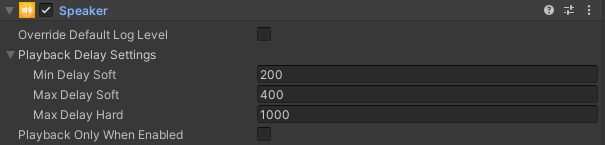 Speaker
Override Default Log Level
Playback Delay Settings
Min Delay Soft 200
Max Delay Soft 400
Max Delay Hard 1000
Playback Only When Enabled